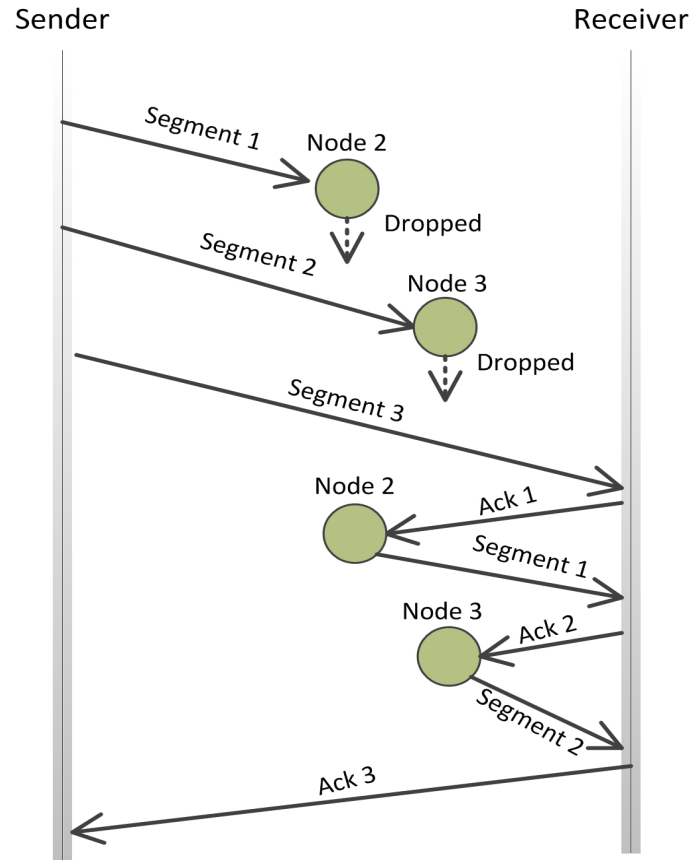 Sender
Receiver
Segment 1
Node 2
Dropped
Segment 2
Node 3
Dropped
Segment 3
Node 2
Ack 1
Segment 1
Node 3
Ack 2
Segment 2
Ack 3